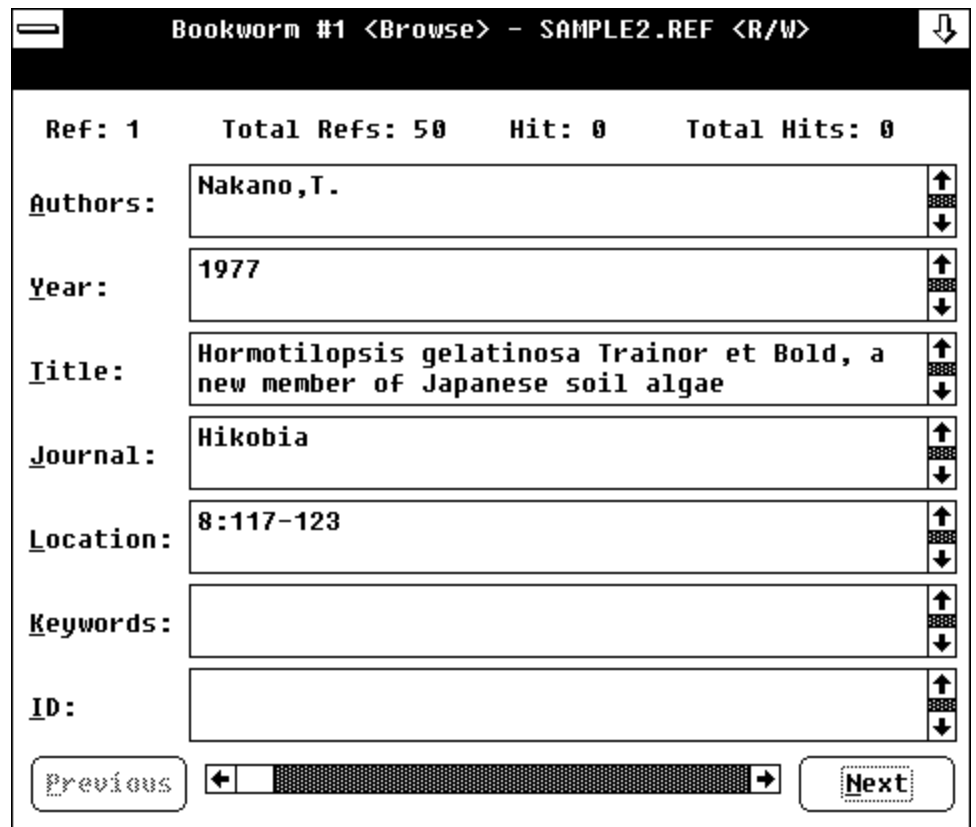 Bookworm #1 <Browse> - SAMPLE2.REF <R/W>
Ref: 1 Total Refs: 50 Hit: 0 Total Hits: 0
Authors: Nakano,T.
Year: 1977
Title: Hormotilopsis gelatinosa Trainor et Bold, a
new member of Japanese soil algae
Journal: Hikobia
Location: 8:117-123
Keywords:
ID:
Previous Next